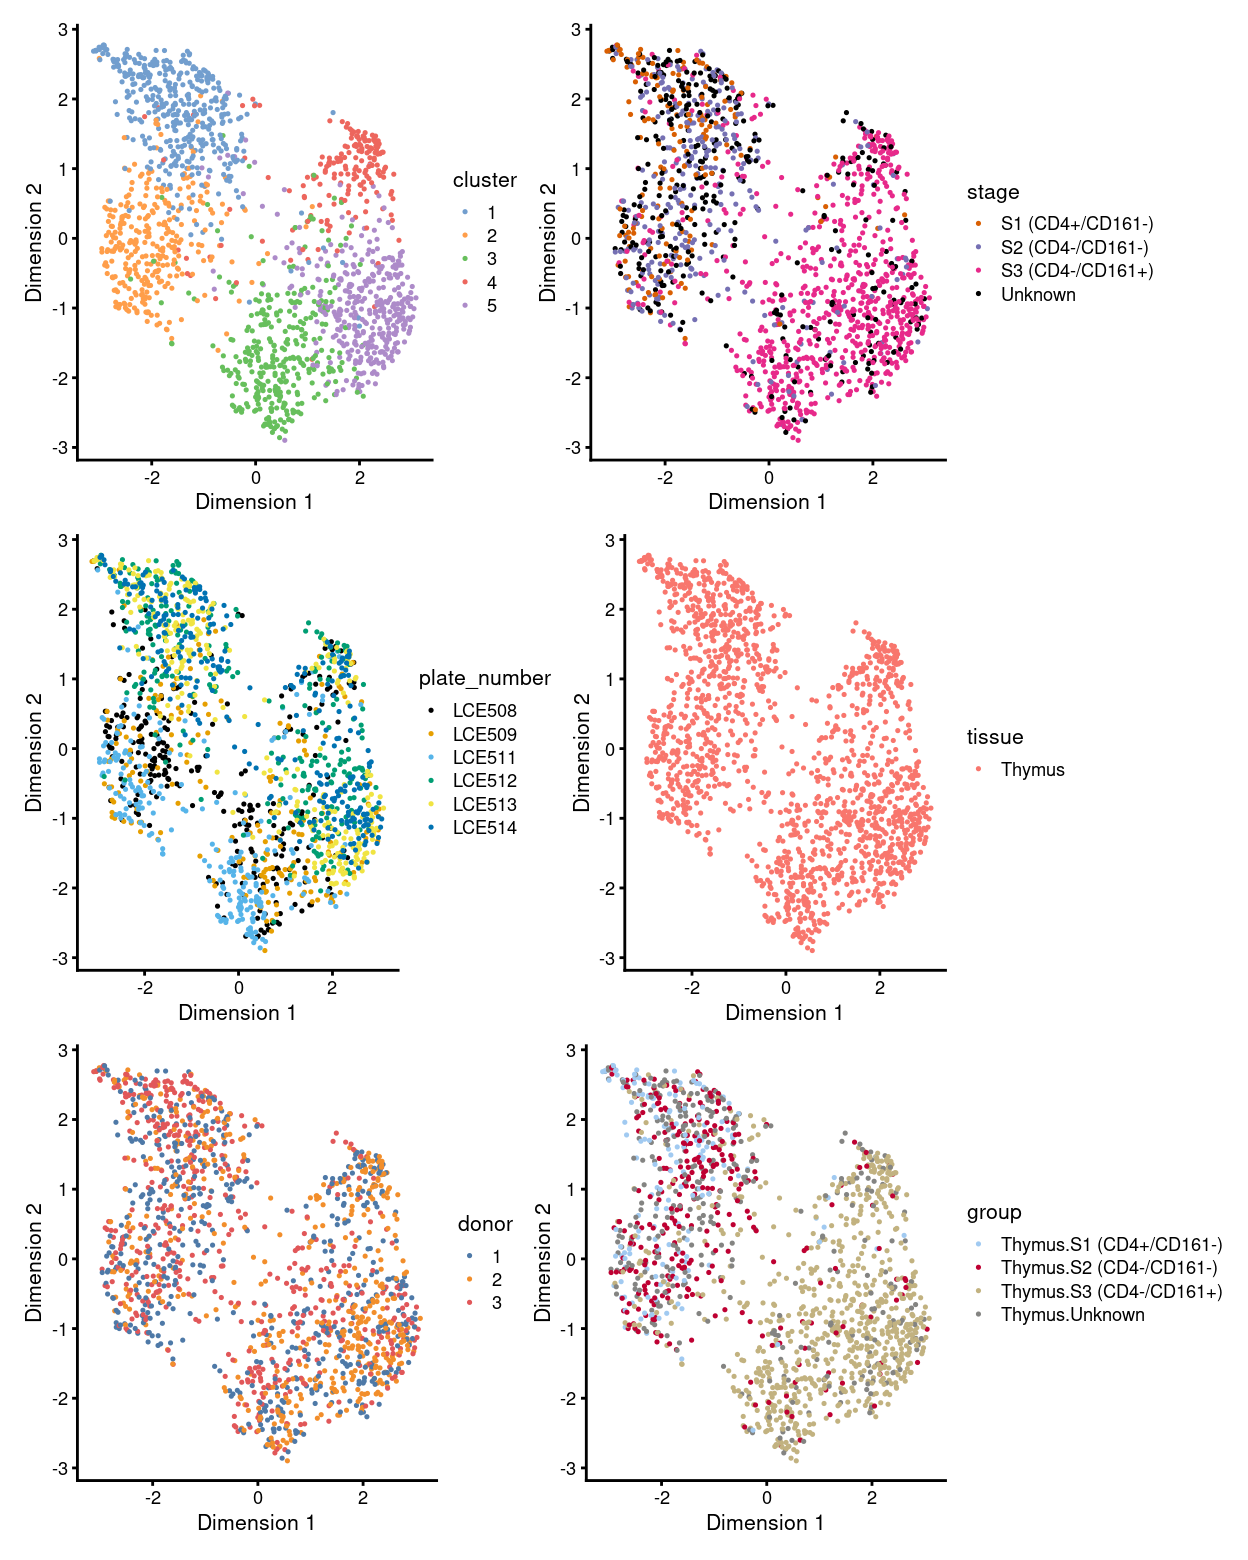 3
2
1
0
-1
-2
-3
-2
0
2
Dimension 1
Dimension 2
cluster
1
2
3
4
5
3
2
1
0
-1
-2
-3
-2
0
2
Dimension 1
Dimension 2
stage
S1 (CD4+/CD161-)
S2 (CD4-/CD161-)
S3 (CD4-/CD161+)
Unknown
3
2
1
0
-1
-2
-3
-2
0
2
Dimension 1
Dimension 2
plate_number
LCE508
LCE509
LCE511
LCE512
LCE513
LCE514
3
2
1
0
-1
-2
-3
-2
0
2
Dimension 1
Dimension 2
tissue
Thymus
3
2
1
0
-1
-2
-3
-2
0
2
Dimension 1
Dimension 2
donor
1
2
3
3
2
1
0
-1
-2
-3
-2
0
2
Dimension 1
Dimension 2
group
Thymus.S1 (CD4+/CD161-)
Thymus.S2 (CD4-/CD161-)
Thymus.S3 (CD4-/CD161+)
Thymus.Unknown